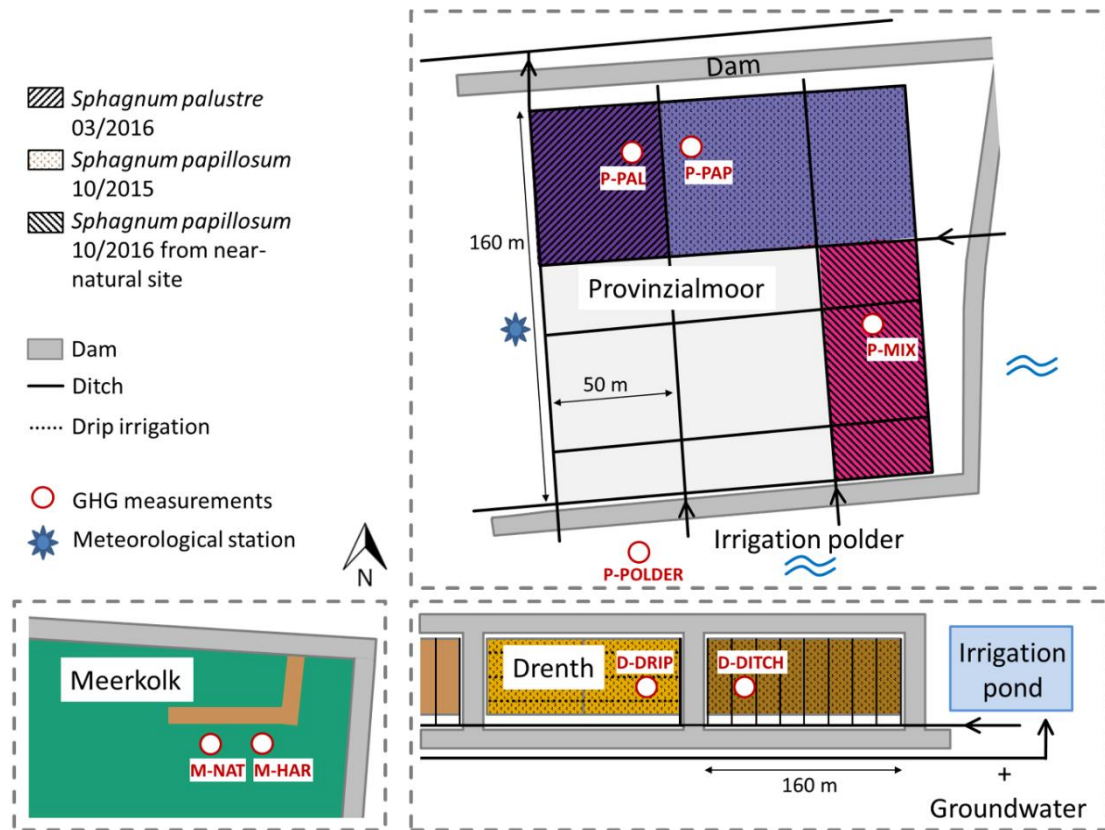 Sphagnum palustre
03/2016
Sphagnum papillosum
10/2015
Sphagnum papillosum
10/2016 from near-
natural site
Dam
Ditch
Drip irrigation
GHG measurements
Meteorological station
N
Dam
P-PAL
P-PAP
160 m
Provinzialmoor
P-MIX
50 m
Irrigation polder
P-POLDER
Meerkolk
M-NAT
M-HAR
Drenth
D-DRIP
D-DITCH
Irrigation
pond
160 m
+
Groundwater